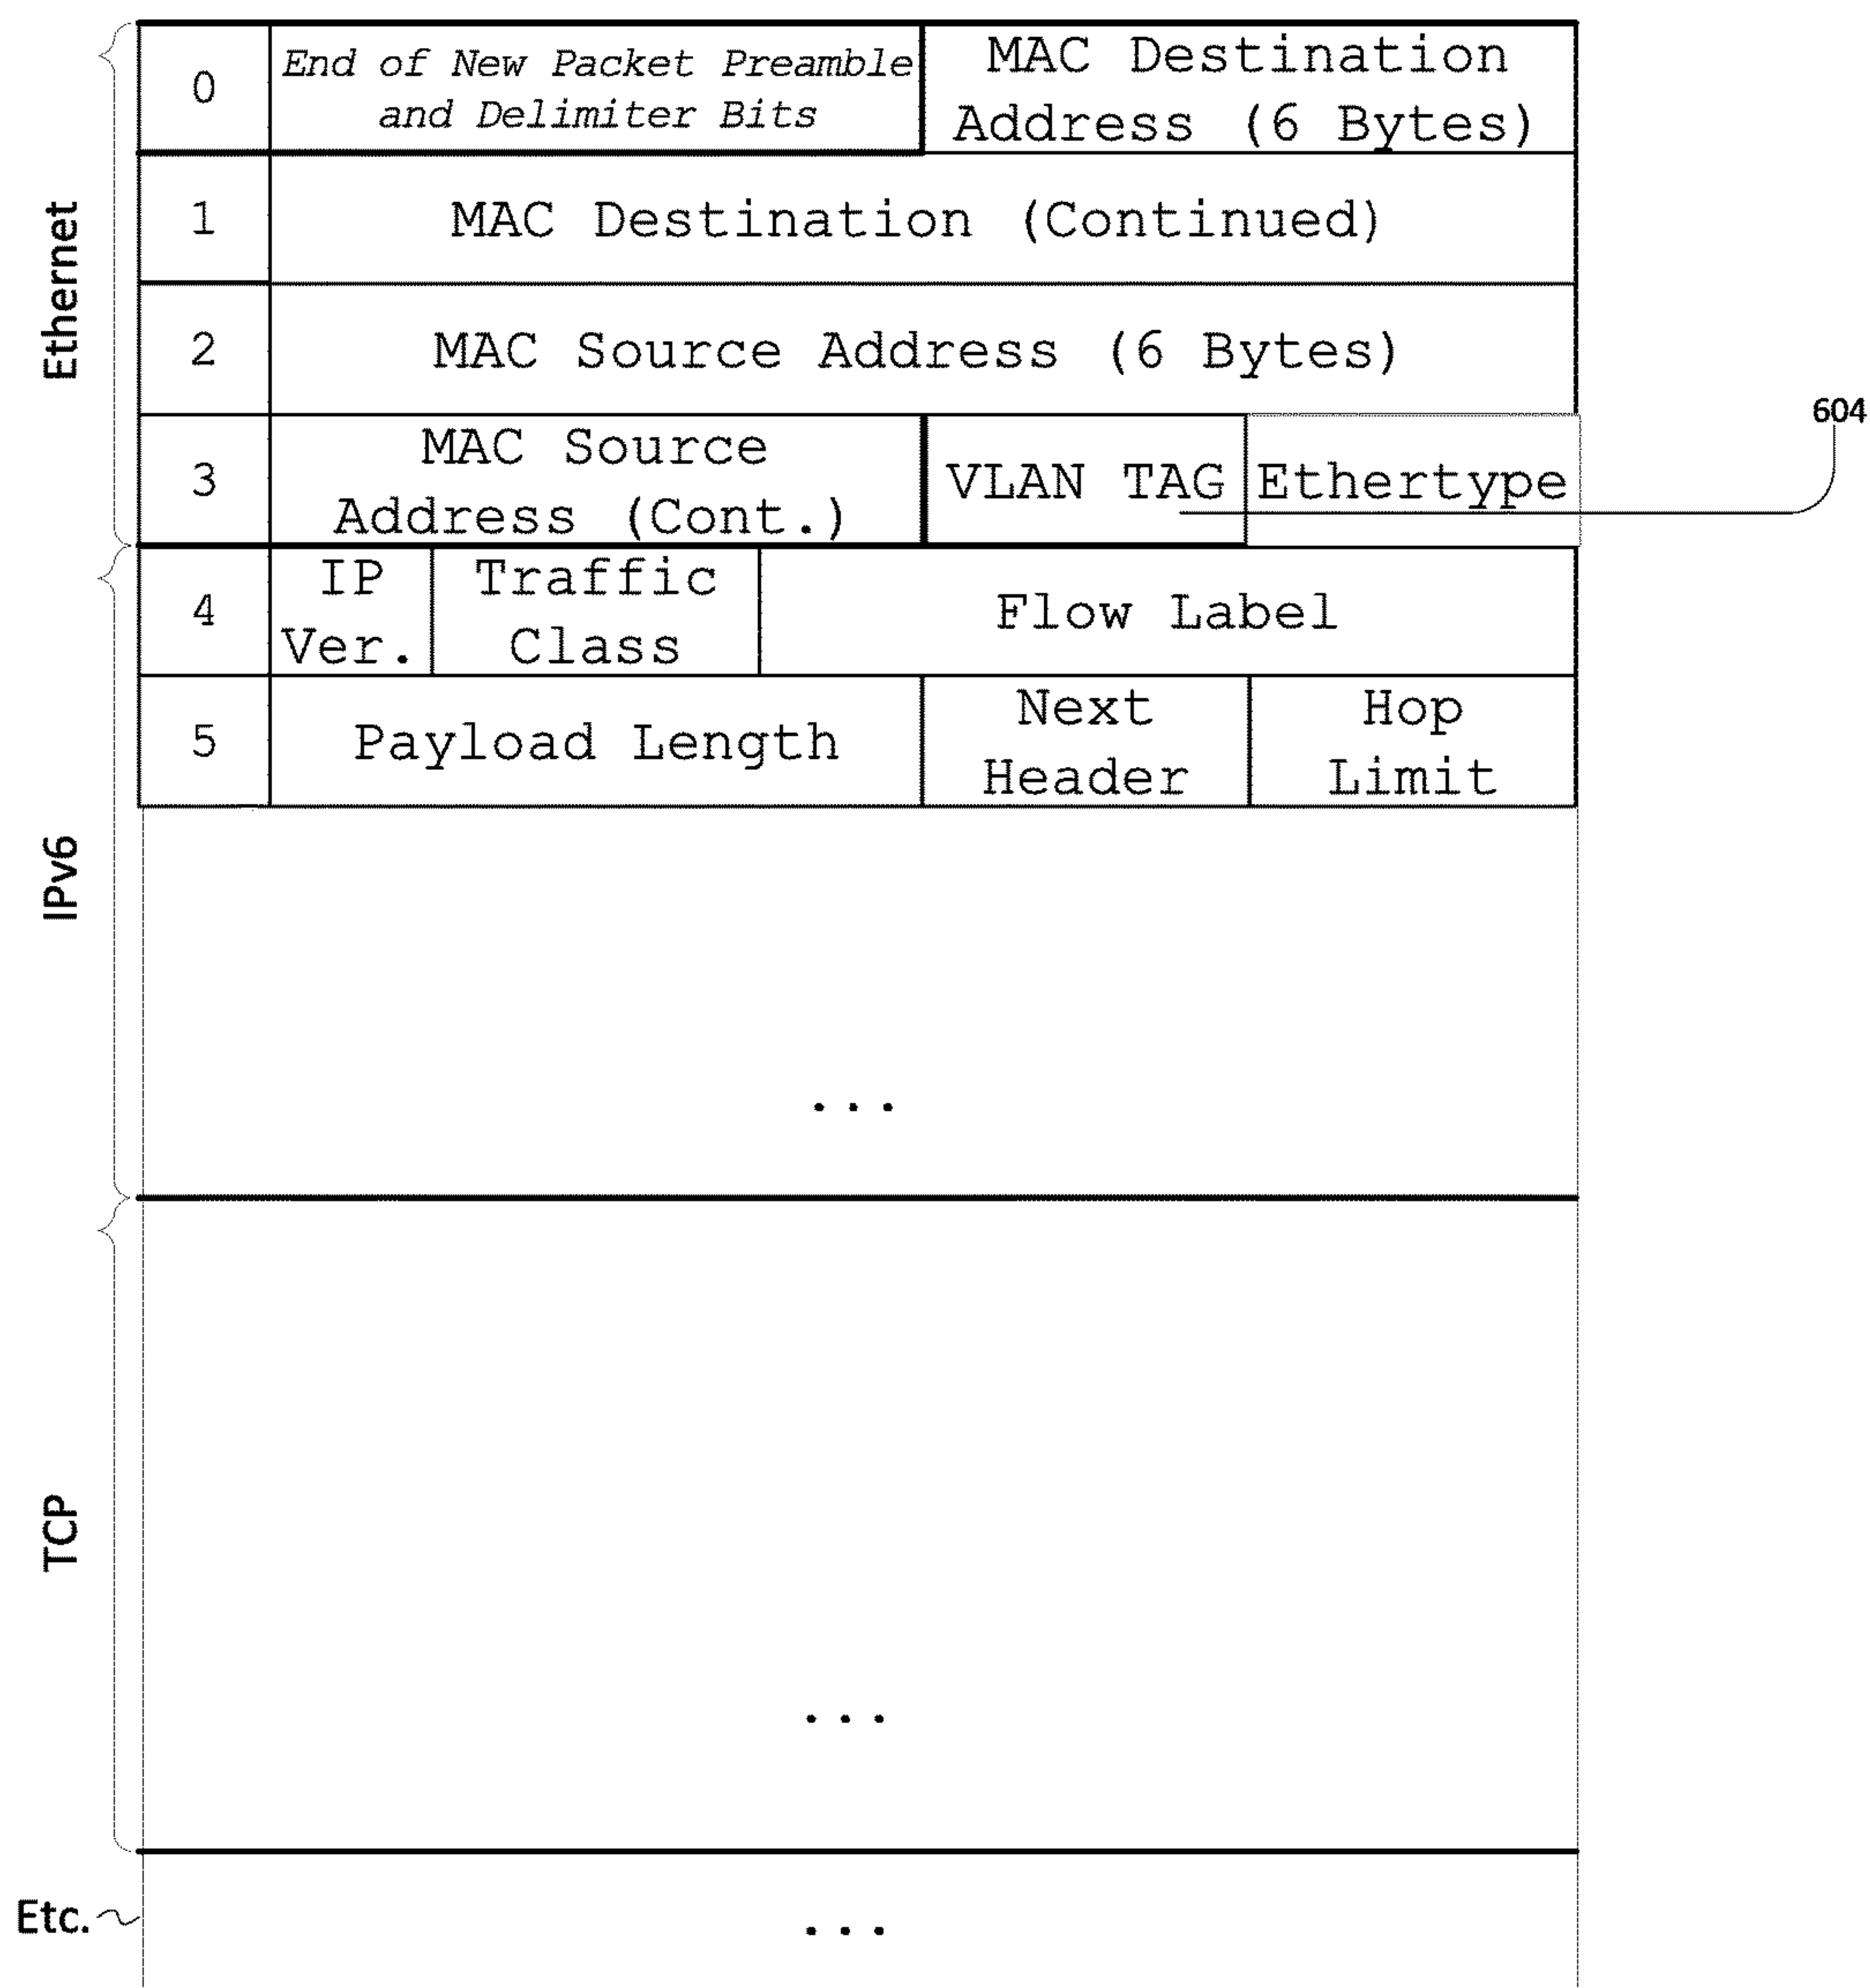 Ethernet
0
End of New Packet Preamble
and Delimiter Bits
MAC Destination
Address (6 Bytes)
1
MAC Destination (Continued)
2
MAC Source Address (6 Bytes)
3
MAC Source
Address (Cont.)
VLAN TAG
Ethertype
604
IPv6
4
IP
Ver.
Traffic
Class
Flow Label
5
Payload Length
Next
Header
Hop
Limit
...
TCP
...
Etc.
...